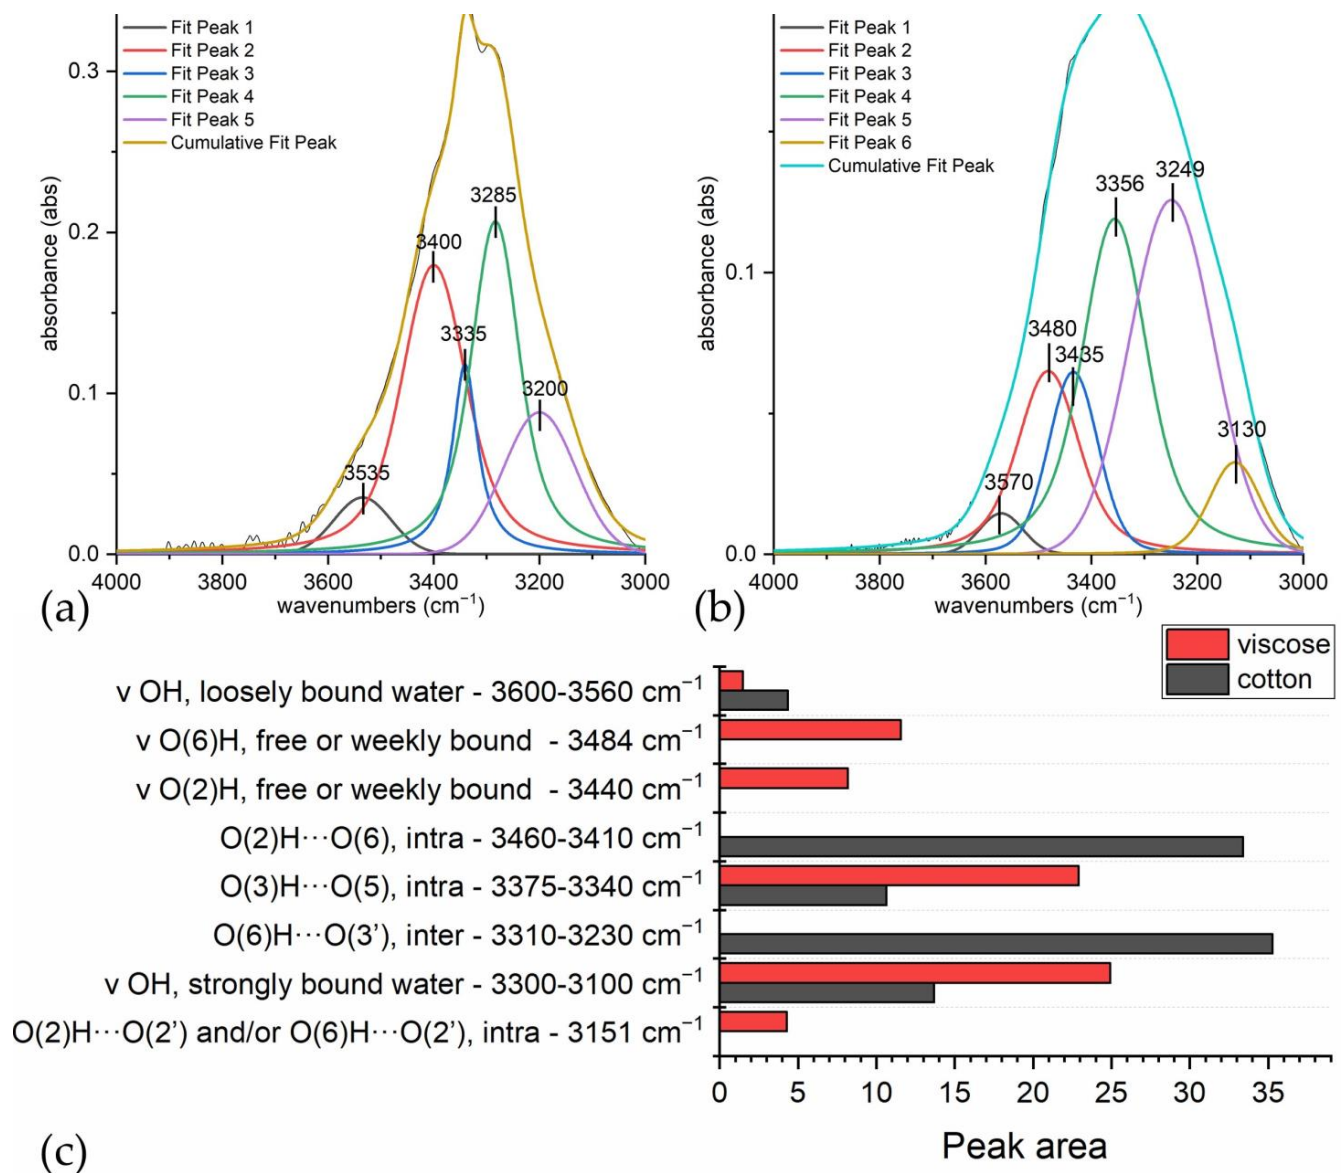 Fit Peak 1
Fit Peak 2
Fit Peak 3
Fit Peak 4
Fit Peak 5
Cumulative Fit Peak
0.3
0.2
0.1
0.0
absorbance (abs)
3285
3400
3335
3200
3535
4000
3600
3400
3200
3000
wavenumbers (cm⁻¹)
(a)
Fit Peak 1
Fit Peak 2
Fit Peak 3
Fit Peak 4
Fit Peak 5
Fit Peak 6
Cumulative Fit Peak
0.1
0.0
absorbance (abs)
3249
3356
3480
3435
3130
3570
4000
3800
3600
3400
3200
3000
wavenumbers (cm⁻¹)
(b)
viscose
cotton
v OH, loosely bound water - 3600-3560 cm⁻¹
v O(6)H, free or weekly bound - 3484 cm⁻¹
v O(2)H, free or weekly bound - 3440 cm⁻¹
O(2)H···O(6), intra - 3460-3410 cm⁻¹
O(3)H···O(5), intra - 3375-3340 cm⁻¹
O(6)H···O(3’), inter - 3310-3230 cm⁻¹
v OH, strongly bound water - 3300-3100 cm⁻¹
O(2)H···O(2’) and/or O(6)H···O(2’), intra - 3151 cm⁻¹
0 5 10 15 20 25 30 35
Peak area
(c)